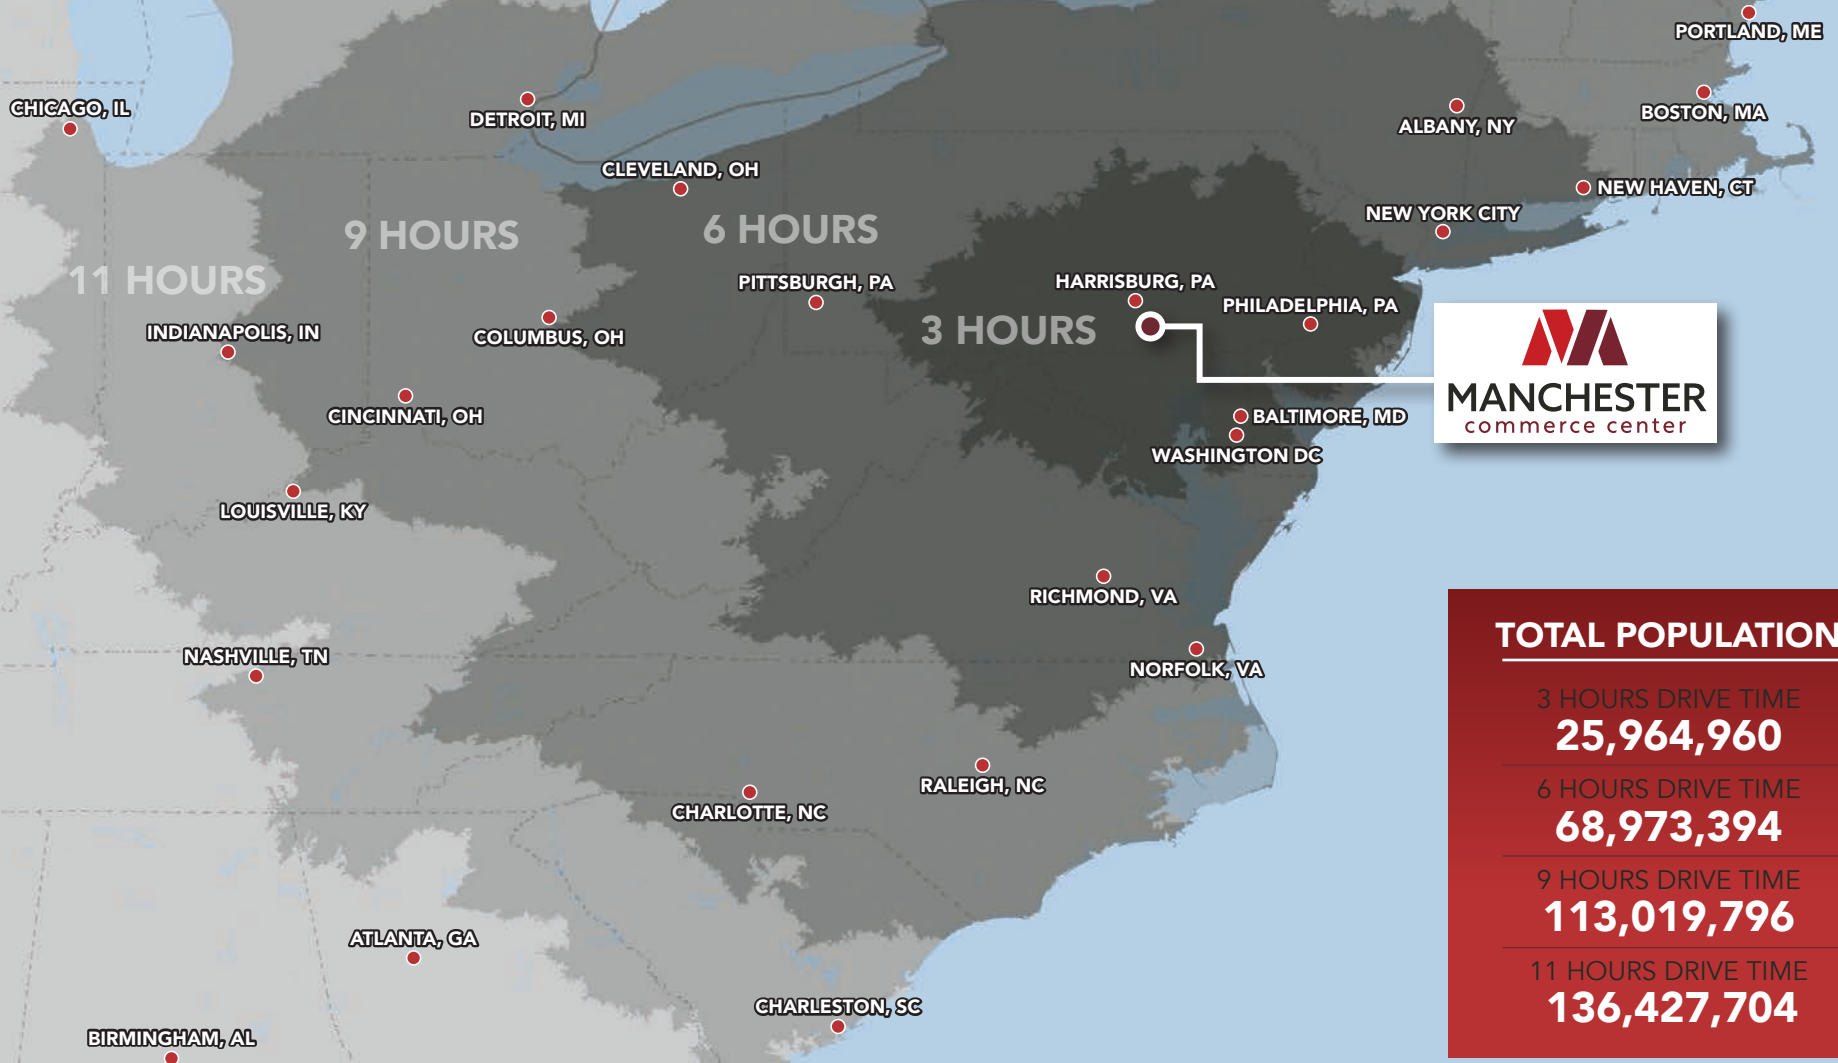 PORTLAND, ME
CHICAGO, IL
DETROIT, MI
BOSTON, MA
ALBANY, NY
CLEVELAND, OH
NEW HAVEN, CT
NEW YORK CITY
9 HOURS
6 HOURS
11 HOURS
PITTSBURGH, PA
HARRISBURG, PA
PHILADELPHIA, PA
3 HOURS
INDIANAPOLIS, IN
COLUMBUS, OH
MANCHESTER
commerce center
CINCINNATI, OH
BALTIMORE, MD
WASHINGTON DC
LOUISVILLE, KY
RICHMOND, VA
NASHVILLE, TN
NORFOLK, VA
RALEIGH, NC
CHARLOTTE, NC
ATLANTA, GA
CHARLESTON, SC
BIRMINGHAM, AL
TOTAL POPULATION
3 HOURS DRIVE TIME
25,964,960
6 HOURS DRIVE TIME
68,973,394
9 HOURS DRIVE TIME
113,019,796
11 HOURS DRIVE TIME
136,427,704